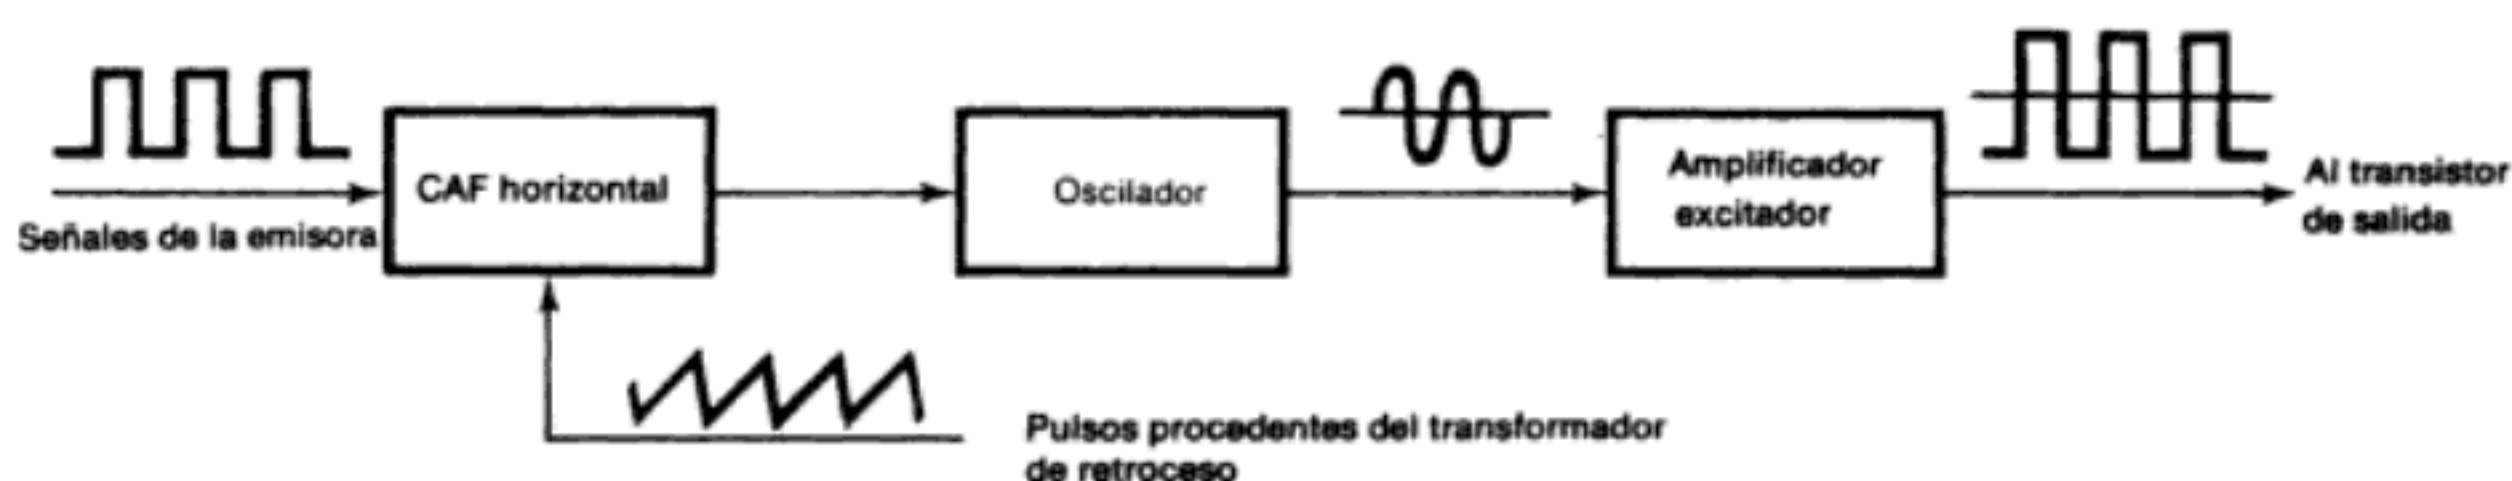 CAF horizontal
Oscilador
Amplificador
excitador
Al transistor
de salida
Señales de la emisora
Pulsos procedentes del transformador
de retroceso